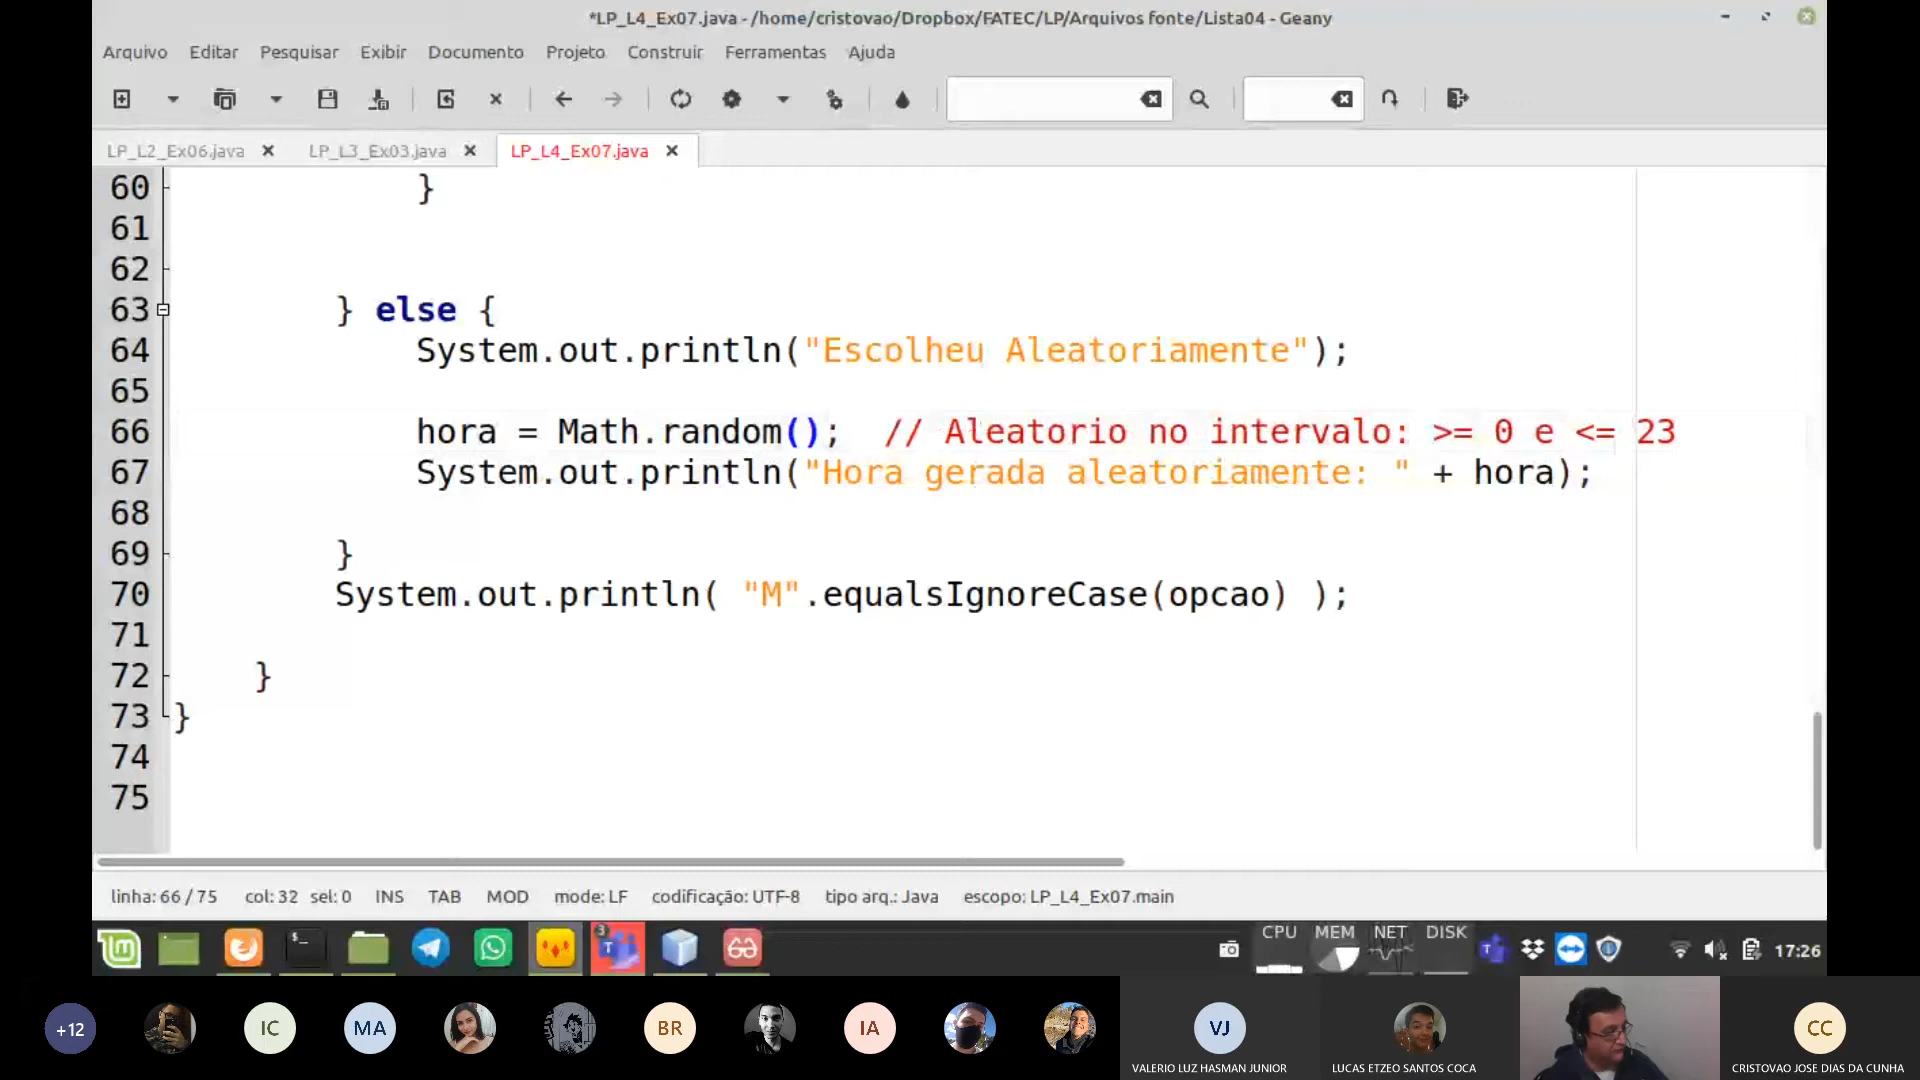 *LP_L4_Ex07.java - /home/cristovao/Dropbox/FATEC/LP/Arquivos fonte/Lista04 - Geany
Arquivo Editar Pesquisar Exibir Documento Projeto Construir Ferramentas Ajuda
LP_L2_Ex06.java LP_L3_Ex03.java LP_L4_Ex07.java
60 }
61
62
63 } else {
64 System.out.println("Escolheu Aleatoriamente");
65
66 hora = Math.random(); // Aleatorio no intervalo: >= 0 e <= 23
67 System.out.println("Hora gerada aleatoriamente: " + hora);
68
69 }
70 System.out.println( "M".equalsIgnoreCase(opcao) );
71
72 }
73 }
74
75
linha: 66 / 75 col: 32 sel: 0 INS TAB MOD mode: LF codificação: UTF-8 tipo arq.: Java escopo: LP_L4_Ex07.main
CPU MEM NET DISK
3
17:26
+12 IC MA BR IA VJ CC
VALERIO LUZ HASMAN JUNIOR LUCAS ETZEO SANTOS COCA CRISTOVAO JOSE DIAS DA CUNHA